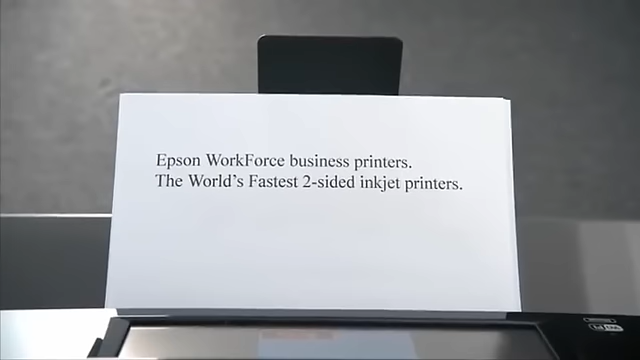 Epson WorkForce business printers.
The World's Fastest 2-sided inkjet printers.